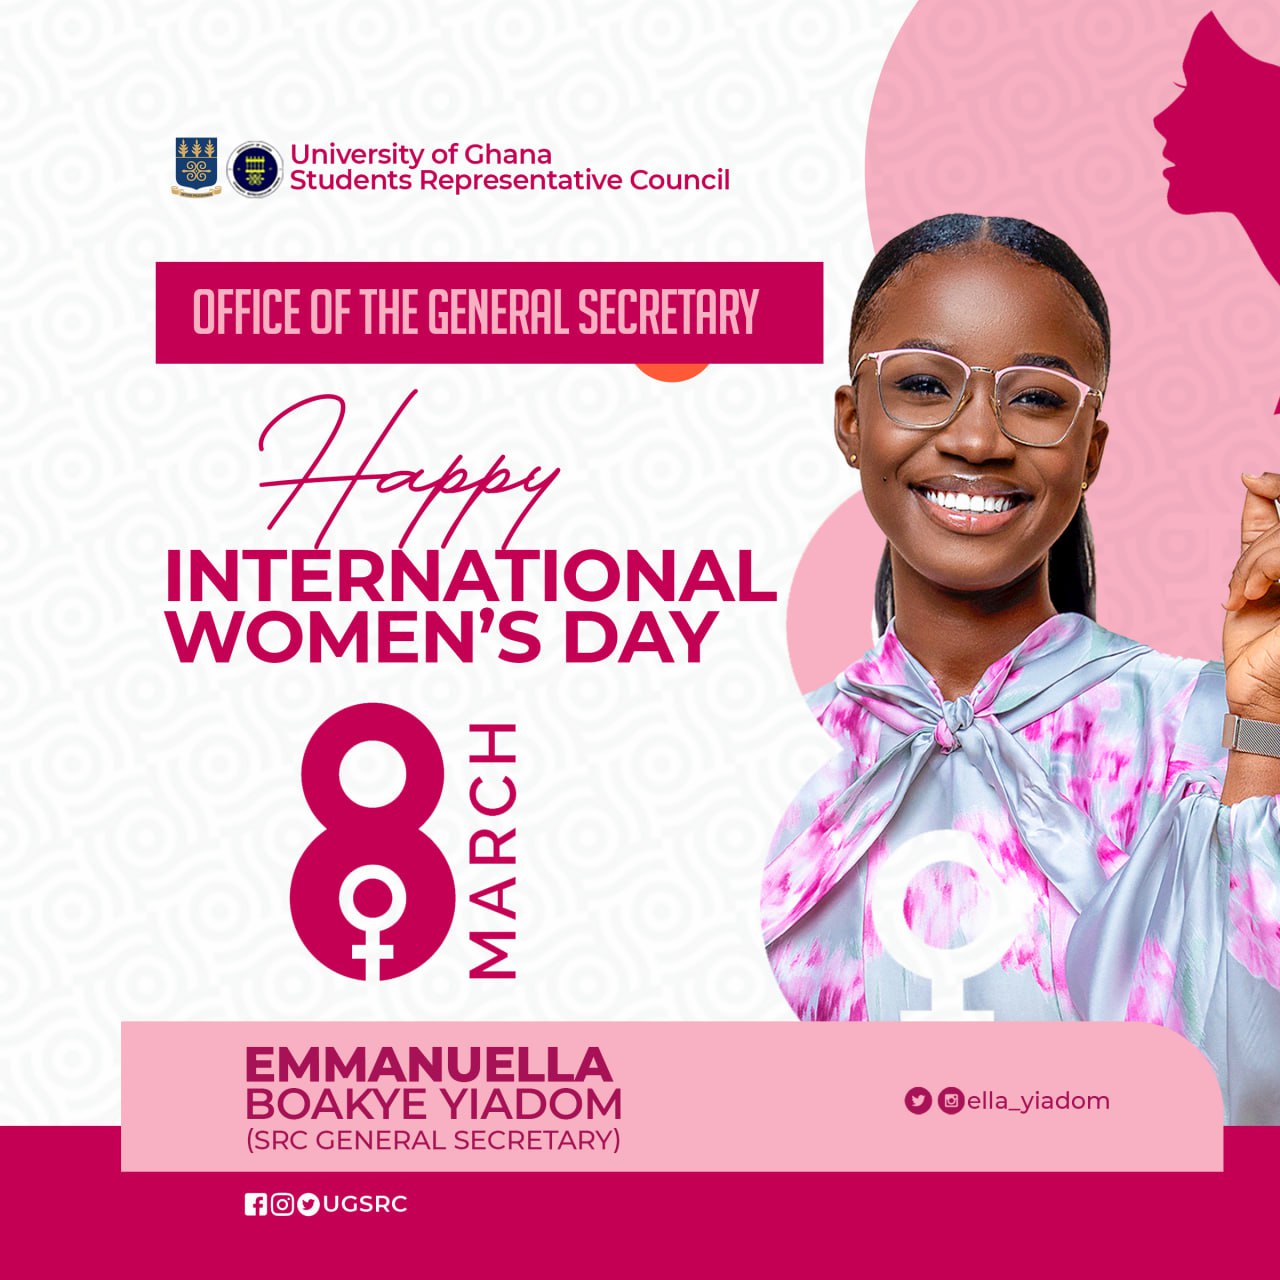 University of Ghana
Students Representative Council
OFFICE OF THE GENERAL SECRETARY
Happy
INTERNATIONAL
WOMEN'S DAY
8
MARCH
EMMANUELLA
BOAKYE YIADOM
(SRC GENERAL SECRETARY)
ella_yiadom
UGSRC